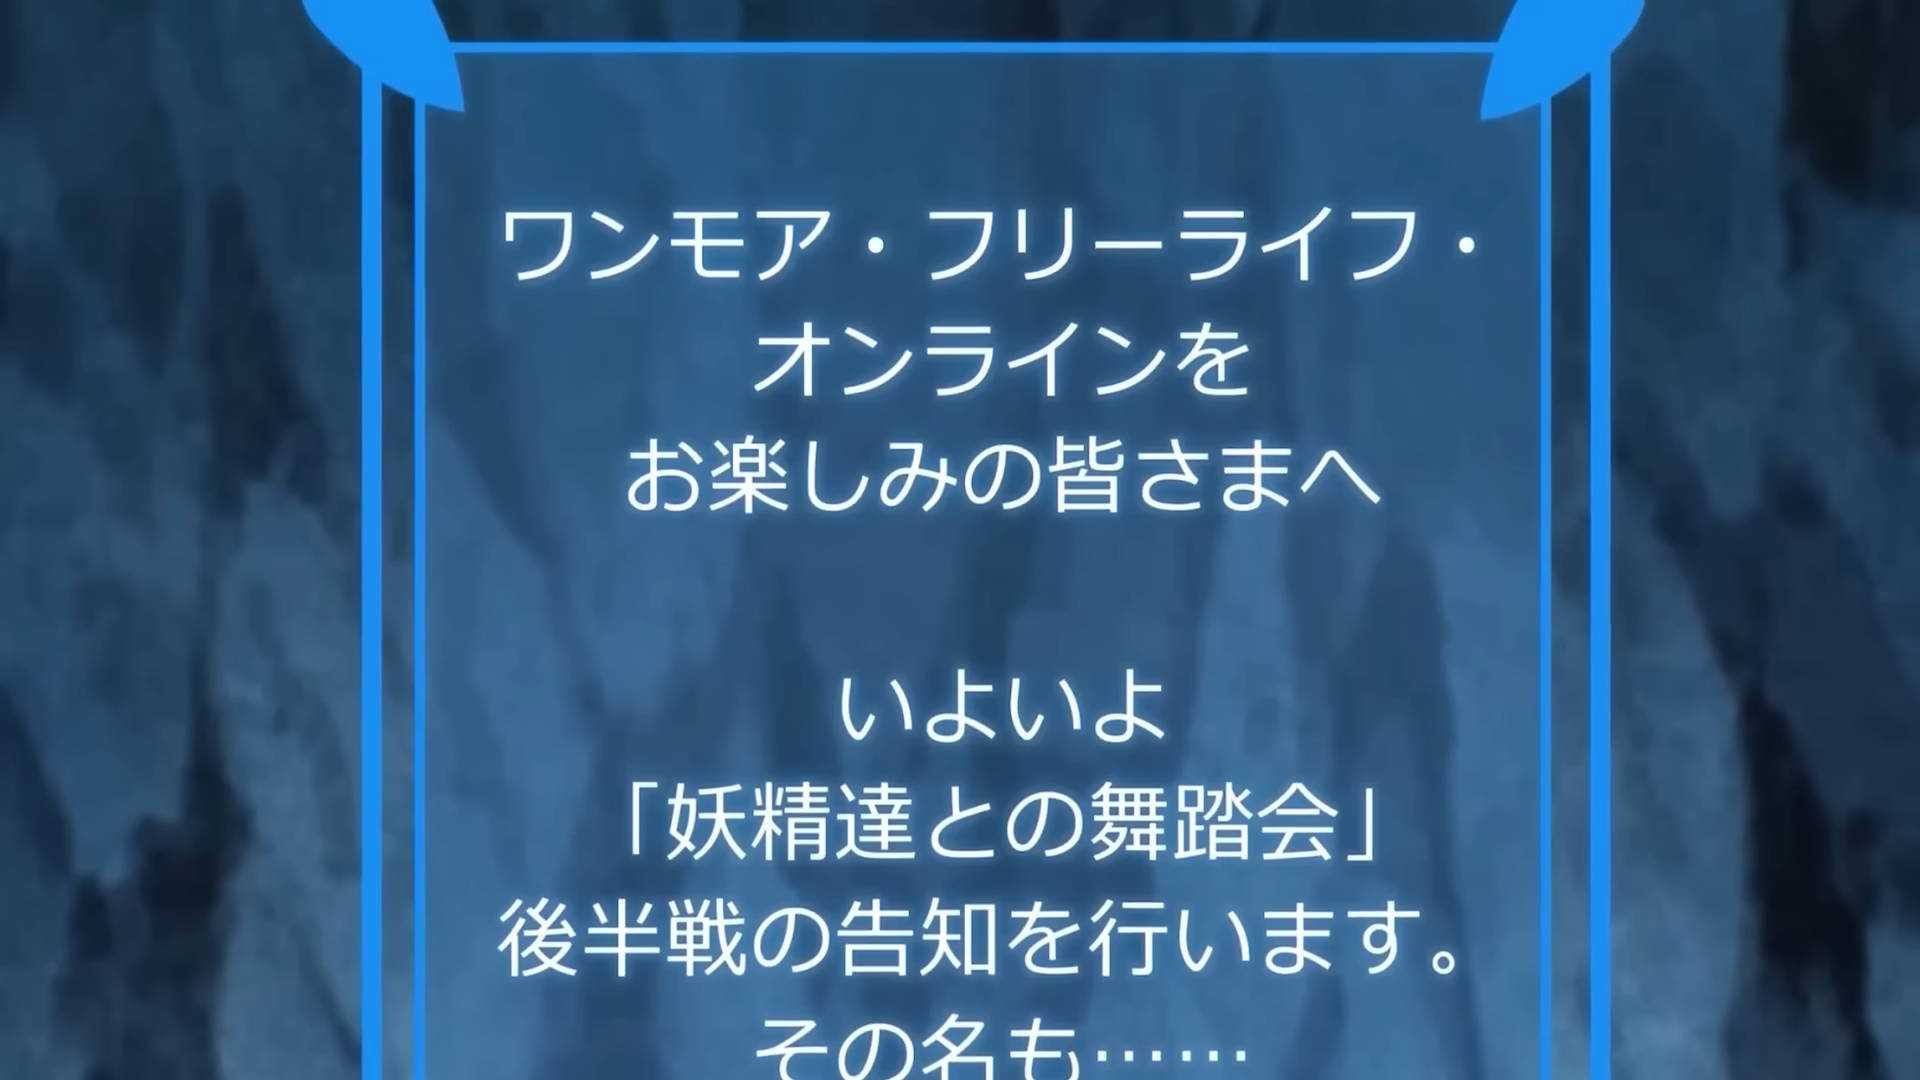 ワンモア・フリーライフ・
オンラインを
お楽しみの皆さまへ
いよいよ
「妖精達との舞踏会」
後半戦の告知を行います。
その名も……